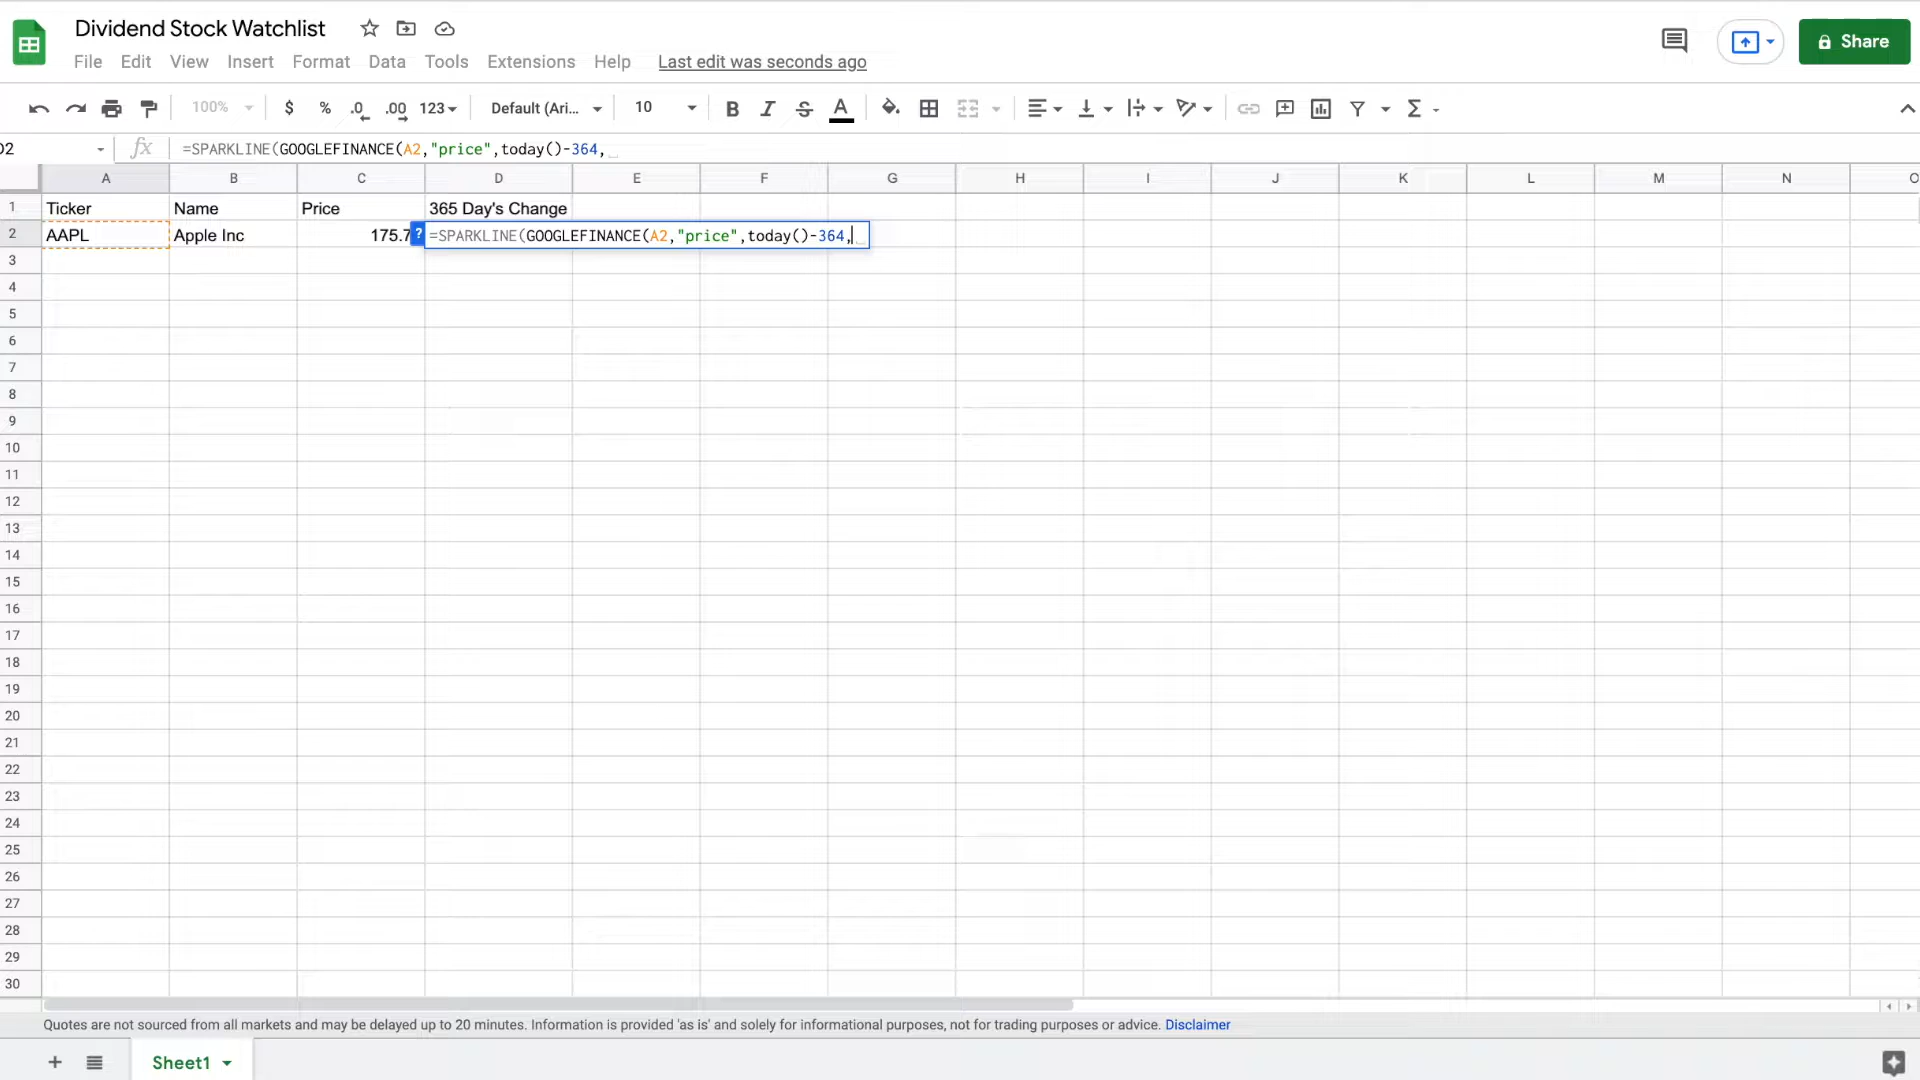 Dividend Stock Watchlist
File Edit View Insert Format Data Tools Extensions Help Last edit was seconds ago
Share
100% $ % .0 .00 123 Default (Ari... 10 B I S A Σ
D2 fx =SPARKLINE(GOOGLEFINANCE(A2,"price",today()-364,
A B C D E F G H I J K L M N O
1 Ticker Name Price 365 Day's Change
2 AAPL Apple Inc 175.7 ? =SPARKLINE(GOOGLEFINANCE(A2,"price",today()-364,
3
4
5
6
7
8
9
10
11
12
13
14
15
16
17
18
19
20
21
22
23
24
25
26
27
28
29
30
Quotes are not sourced from all markets and may be delayed up to 20 minutes. Information is provided 'as is' and solely for informational purposes, not for trading purposes or advice. Disclaimer
Sheet1